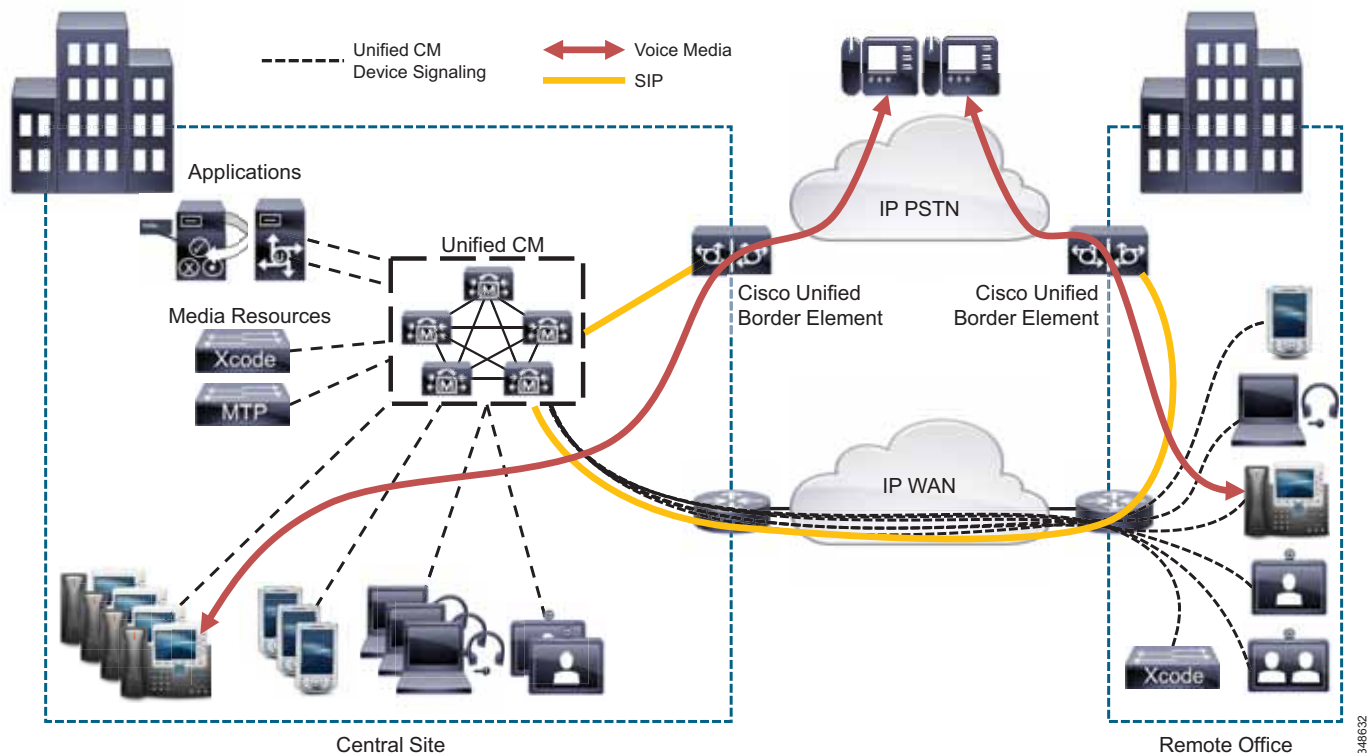 Unified CM
Device Signaling
Voice Media
SIP
Applications
Unified CM
IP PSTN
Media Resources
Xcode
MTP
M
M
M
M
M
Cisco Unified
Border Element
Cisco Unified
Border Element
IP WAN
Xcode
Central Site
Remote Office
348632